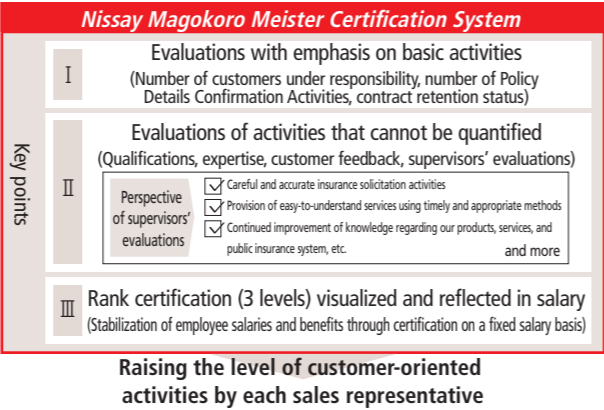 Nissay Magokoro Meister Certification System
Key points
I
Evaluations with emphasis on basic activities
(Number of customers under responsibility, number of Policy
Details Confirmation Activities, contract retention status)
II
Evaluations of activities that cannot be quantified
(Qualifications, expertise, customer feedback, supervisors' evaluations)
Perspective
of supervisors'
evaluations
Careful and accurate insurance solicitation activities
Provision of easy-to-understand services using timely and appropriate methods
Continued improvement of knowledge regarding our products, services, and
public insurance system, etc.
and more
III
Rank certification (3 levels) visualized and reflected in salary
(Stabilization of employee salaries and benefits through certification on a fixed salary basis)
Raising the level of customer-oriented
activities by each sales representative